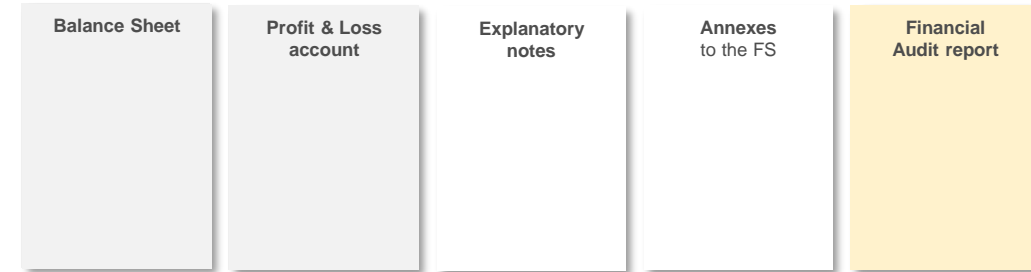 Balance Sheet
Profit & Loss
account
Explanatory
notes
Annexes
to the FS
Financial
Audit report